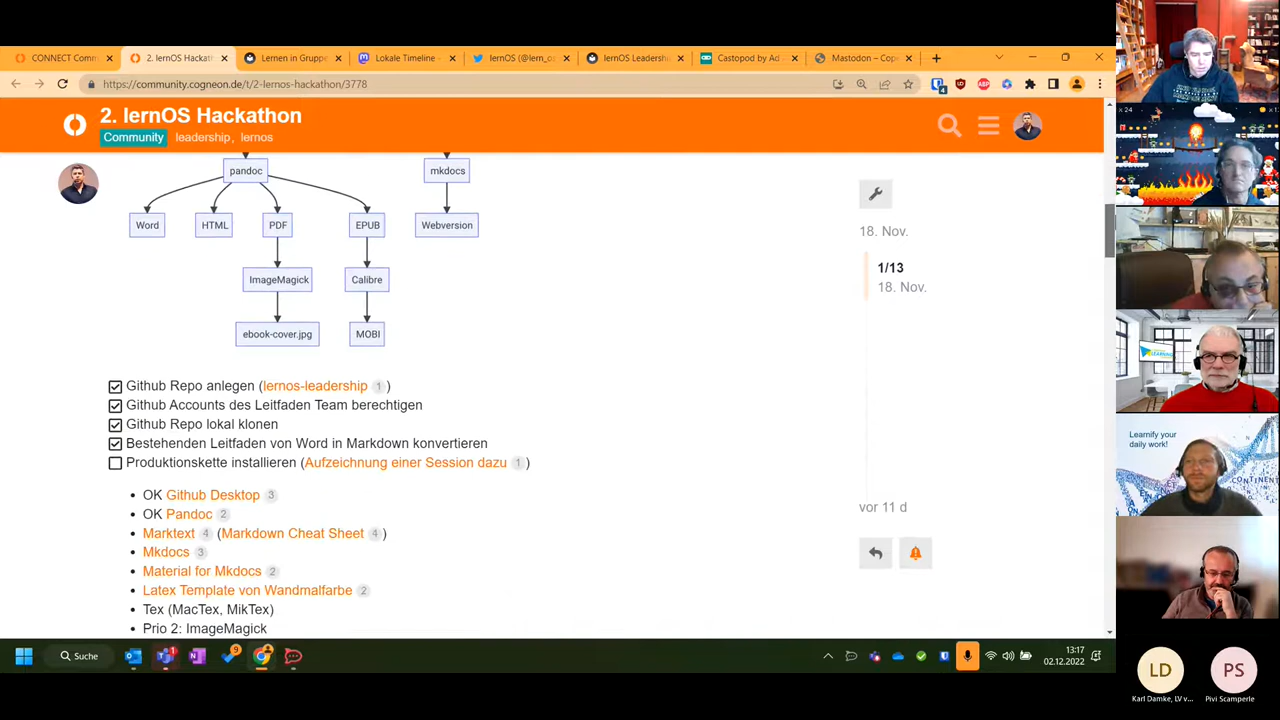 CONNECT Comm
2. lernOS Hackat
Lernen in Gruppe
Lokale Timeline -
lernOS (@lern_o
lernOS Leadersh
Castopod by Ad
Mastodon – Cop
https://community.cogneon.de/t/2-lernos-hackathon/3778
2. lernOS Hackathon
Community leadership, lernos
pandoc
mkdocs
Word
HTML
PDF
EPUB
Webversion
ImageMagick
Calibre
ebook-cover.jpg
MOBI
18. Nov.
1/13
18. Nov.
vor 11 d
Github Repo anlegen (lernos-leadership 1)
Github Accounts des Leitfaden Team berechtigen
Github Repo lokal klonen
Bestehenden Leitfaden von Word in Markdown konvertieren
Produktionskette installieren (Aufzeichnung einer Session dazu 1)
• OK Github Desktop 3
• OK Pandoc 2
• Marktext 4 (Markdown Cheat Sheet 4)
• Mkdocs 3
• Material for Mkdocs 2
• Latex Template von Wandmalfarbe 2
• Tex (MacTex, MikTex)
• Prio 2: ImageMagick
Suche
13:17
02.12.2022
Learnify your
daily work!
LD
Karl Damke, LV v...
PS
Pivi Scamperle